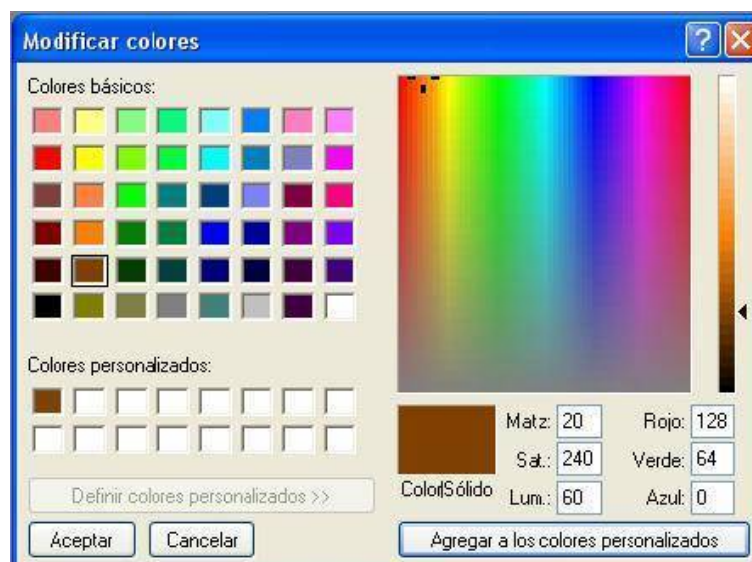 Modificar colores
Colores básicos:
Colores personalizados:
Definir colores personalizados >>
Aceptar Cancelar
Matz: 20 Rojo: 128
Sat.: 240 Verde: 64
Color|Sólido Lum.: 60 Azul: 0
Agregar a los colores personalizados